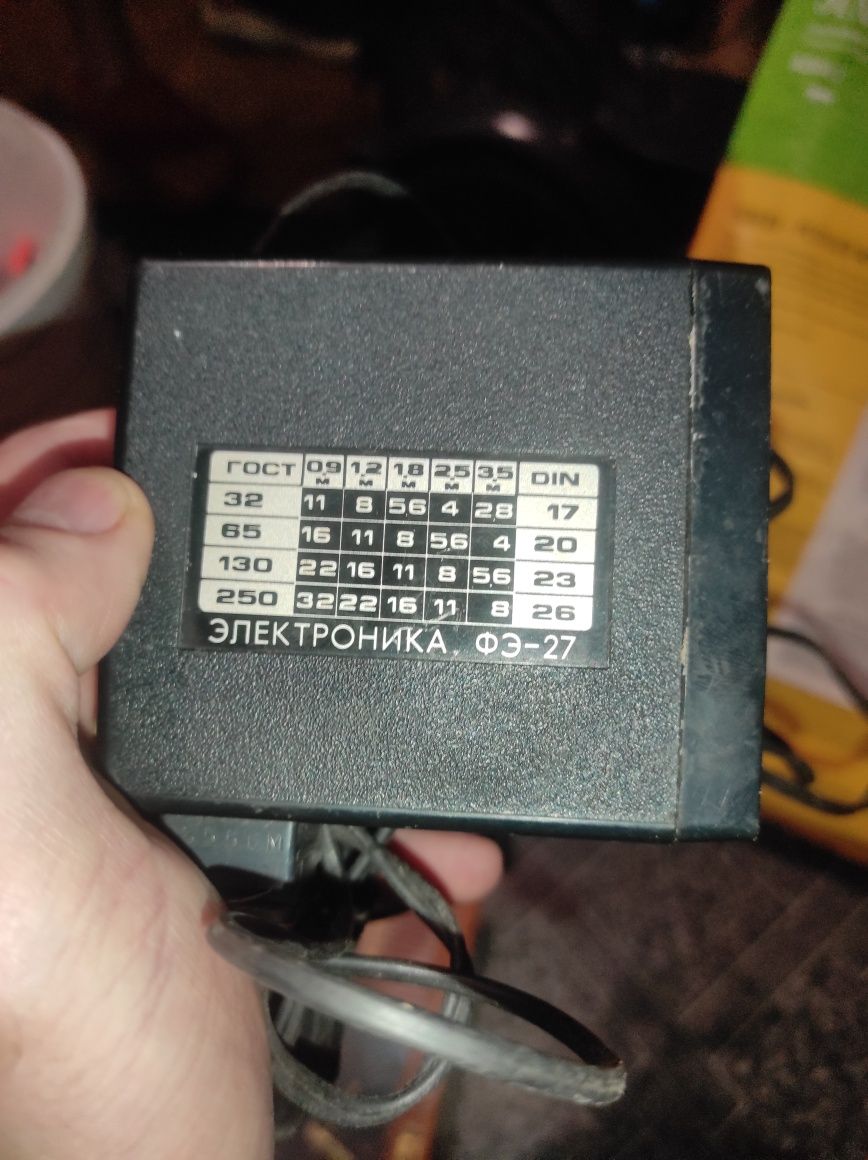 ГОСТ 0,9 м 1,2 м 1,8 м 2,5 м 3,5 м DIN
32 11 8 5,6 4 2,8 17
65 16 11 8 5,6 4 20
130 22 16 11 8 5,6 23
250 32 22 16 11 8 26
ЭЛЕКТРОНИКА ФЭ-27